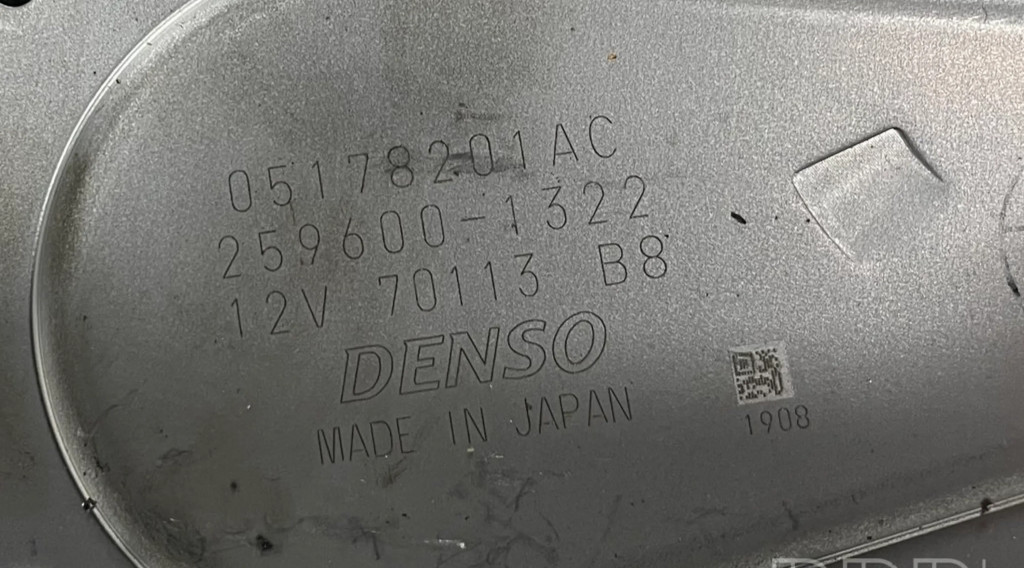 05178201AC
259600-1322
12V 70113 B8
DENSO
MADE IN JAPAN
1908